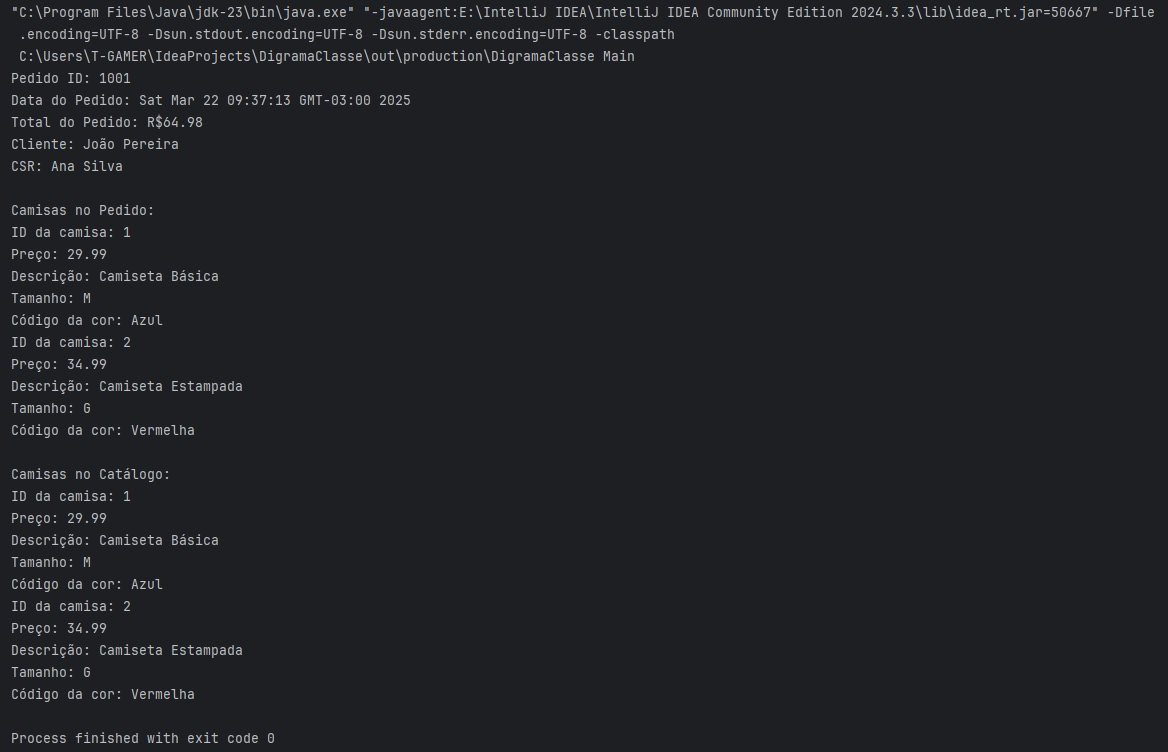 "C:\Program Files\Java\jdk-23\bin\java.exe" "-javaagent:E:\IntelliJ IDEA\IntelliJ IDEA Community Edition 2024.3.3\lib\idea_rt.jar=50667" -Dfile
.encoding=UTF-8 -Dsun.stdout.encoding=UTF-8 -Dsun.stderr.encoding=UTF-8 -classpath
C:\Users\T-GAMER\IdeaProjects\DigramaClasse\out\production\DigramaClasse Main
Pedido ID: 1001
Data do Pedido: Sat Mar 22 09:37:13 GMT-03:00 2025
Total do Pedido: R$64.98
Cliente: João Pereira
CSR: Ana Silva

Camisas no Pedido:
ID da camisa: 1
Preço: 29.99
Descrição: Camiseta Básica
Tamanho: M
Código da cor: Azul
ID da camisa: 2
Preço: 34.99
Descrição: Camiseta Estampada
Tamanho: G
Código da cor: Vermelha

Camisas no Catálogo:
ID da camisa: 1
Preço: 29.99
Descrição: Camiseta Básica
Tamanho: M
Código da cor: Azul
ID da camisa: 2
Preço: 34.99
Descrição: Camiseta Estampada
Tamanho: G
Código da cor: Vermelha

Process finished with exit code 0